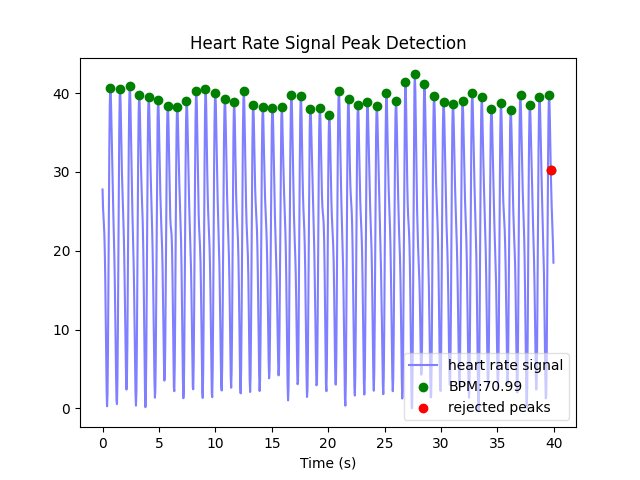 Heart Rate Signal Peak Detection
40
30
20
10
0
heart rate signal
BPM:70.99
rejected peaks
0 5 10 15 20 25 30 35 40
Time (s)